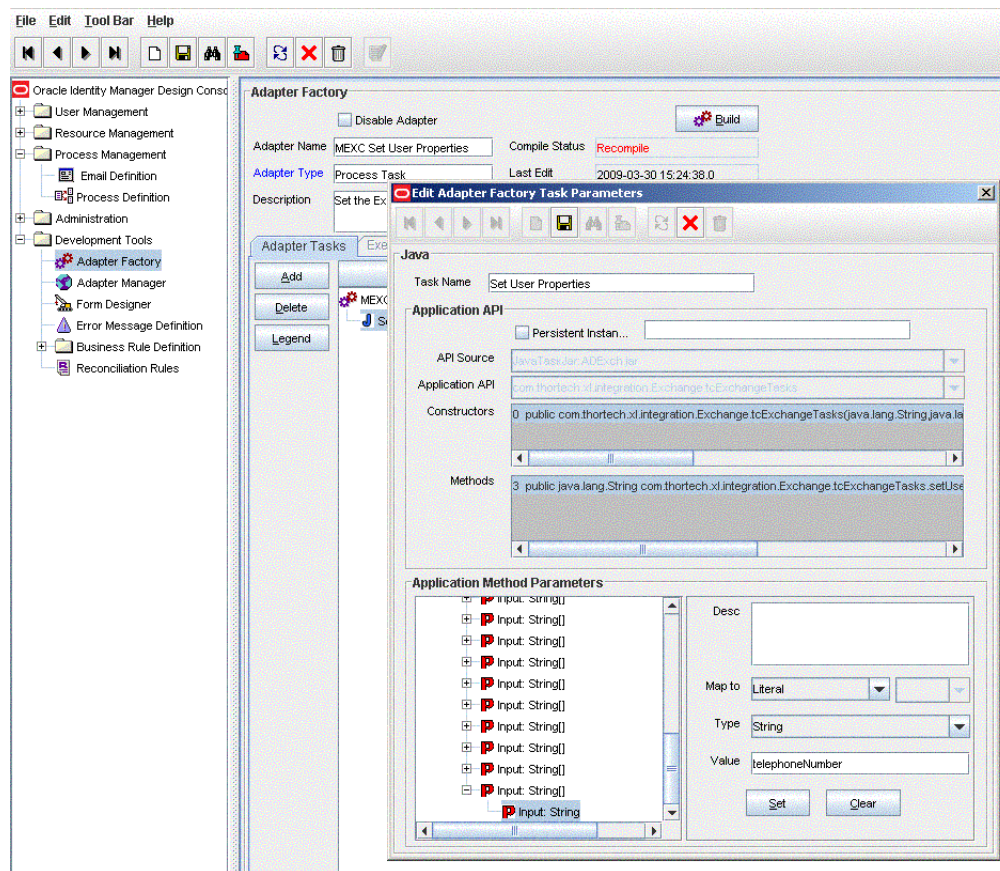 File Edit Tool Bar Help
Oracle Identity Manager Design Consc
User Management
Resource Management
Process Management
Email Definition
Process Definition
Administration
Development Tools
Adapter Factory
Adapter Manager
Form Designer
Error Message Definition
Business Rule Definition
Reconciliation Rules
Adapter Factory
Disable Adapter
Build
Adapter Name MEXC Set User Properties Compile Status Recompile
Adapter Type Process Task Last Edit 2009-03-30 15:24:38.0
Description Set the Ex
Adapter Tasks Exe
Add
Delete
Legend
MEXC
J Se
Edit Adapter Factory Task Parameters
Java
Task Name Set User Properties
Application API
Persistent Instan...
API Source JavaTaskJar:ADExch.jar
Application API com.thortech.xl.integration.Exchange.tcExchangeTasks
Constructors 0 public com.thortech.xl.integration.Exchange.tcExchangeTasks(java.lang.String,java.la
Methods 3 public java.lang.String com.thortech.xl.integration.Exchange.tcExchangeTasks.setUse
Application Method Parameters
Input: String[]
Input: String[]
Input: String[]
Input: String[]
Input: String[]
Input: String[]
Input: String[]
Input: String[]
Input: String[]
Input: String[]
Input: String
Desc
Map to Literal
Type String
Value telephoneNumber
Set Clear